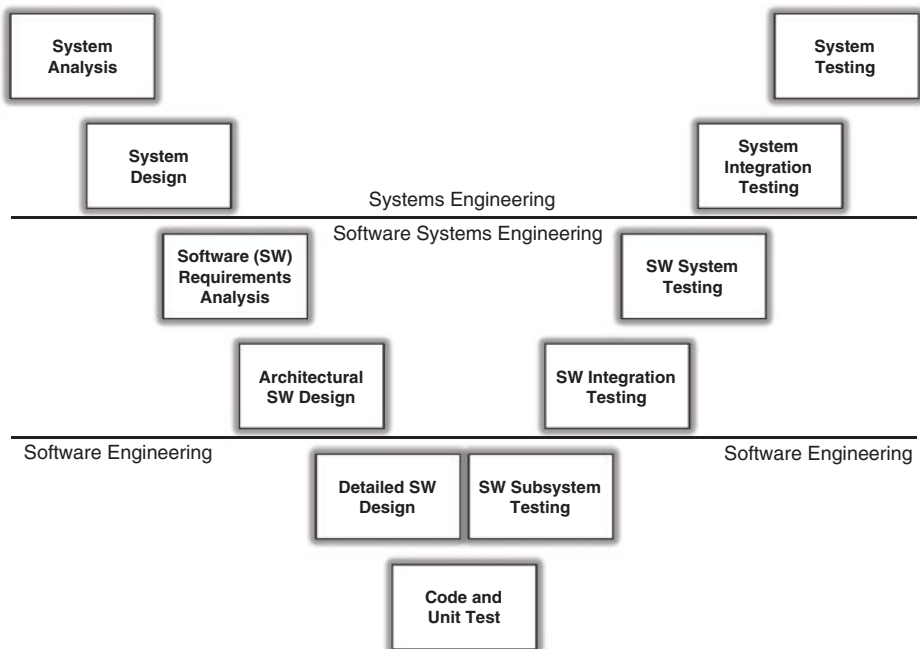 System
Analysis
System
Testing
System
Design
System
Integration
Testing
Systems Engineering
Software Systems Engineering
Software (SW)
Requirements
Analysis
SW System
Testing
Architectural
SW Design
SW Integration
Testing
Software Engineering
Software Engineering
Detailed SW
Design
SW Subsystem
Testing
Code and
Unit Test